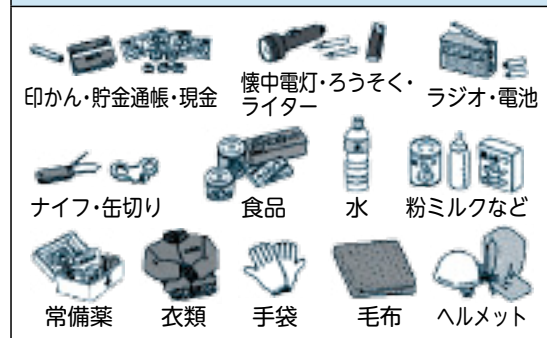 印かん・貯金通帳・現金
懐中電灯・ろうそく・
ライター
ラジオ・電池
ナイフ・缶切り
食品
水
粉ミルクなど
常備薬
衣類
手袋
毛布
ヘルメット